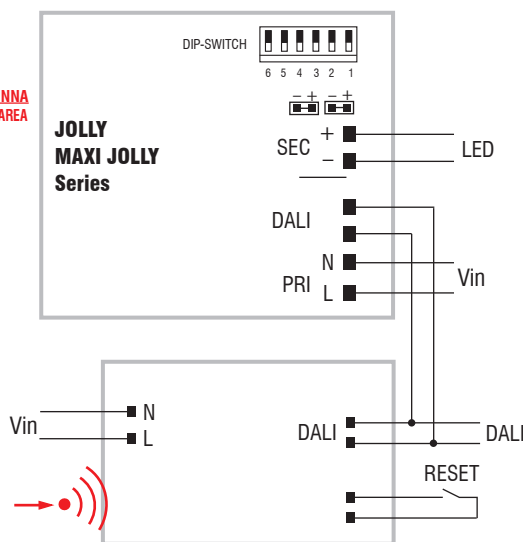 DIP-SWITCH
6 5 4 3 2 1
− + − +
AREA
JOLLY
MAXI JOLLY
Series
SEC + −
LED
DALI
PRI N L
Vin
Vin
N
L
DALI
DALI
RESET